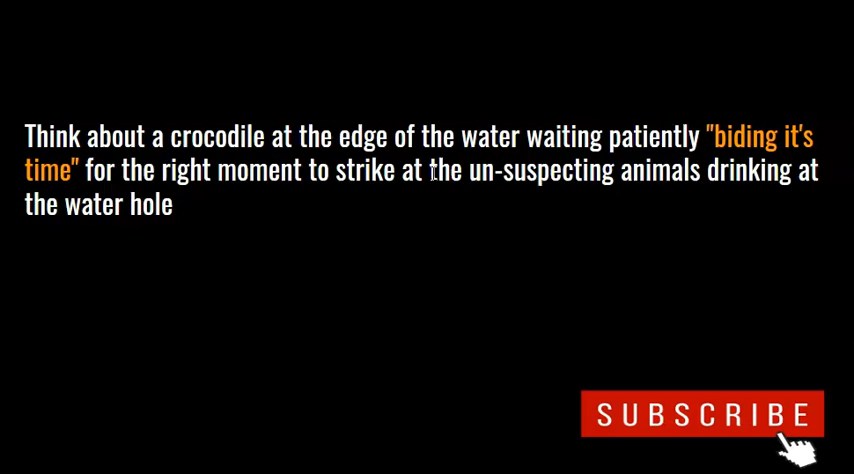 Think about a crocodile at the edge of the water waiting patiently "biding it's
time" for the right moment to strike at the un-suspecting animals drinking at
the water hole
SUBSCRIBE